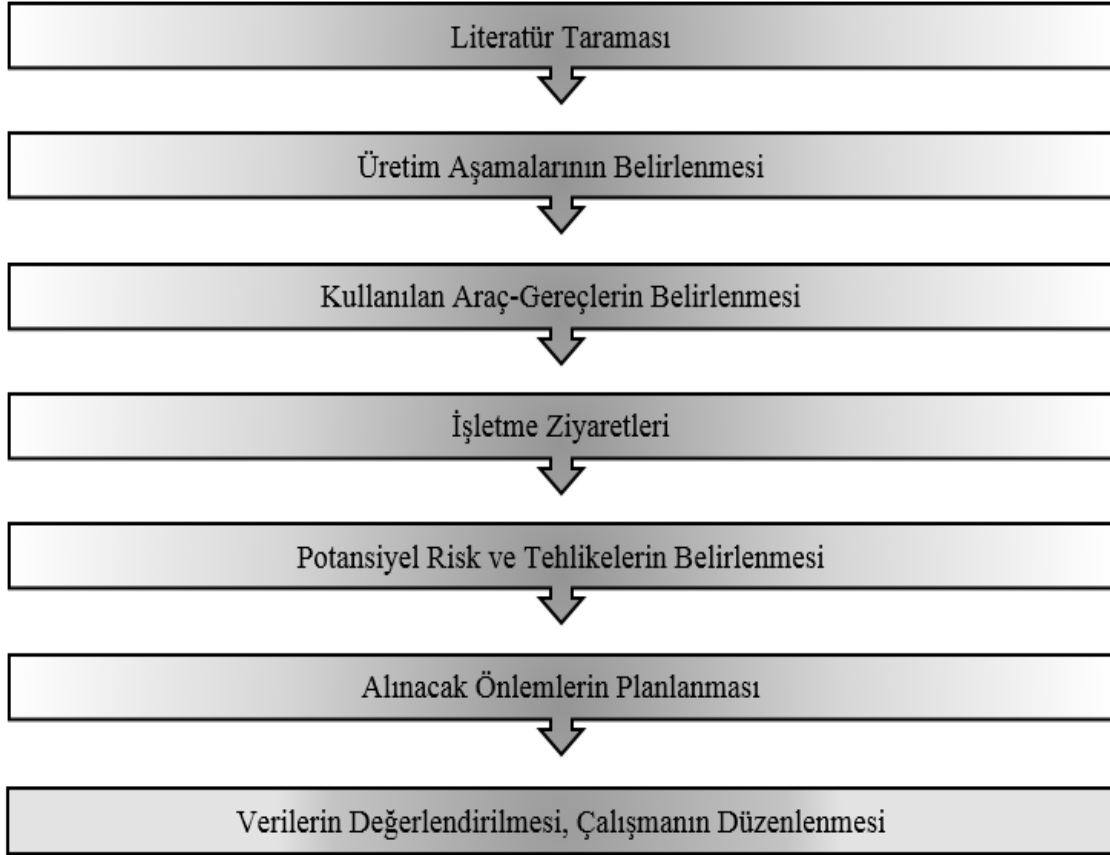 Literatür Taraması
Üretim Aşamalarının Belirlenmesi
Kullanılan Araç-Gereçlerin Belirlenmesi
İşletme Ziyaretleri
Potansiyel Risk ve Tehlikelerin Belirlenmesi
Alınacak Önlemlerin Planlanması
Verilerin Değerlendirilmesi, Çalışmanın Düzenlenmesi